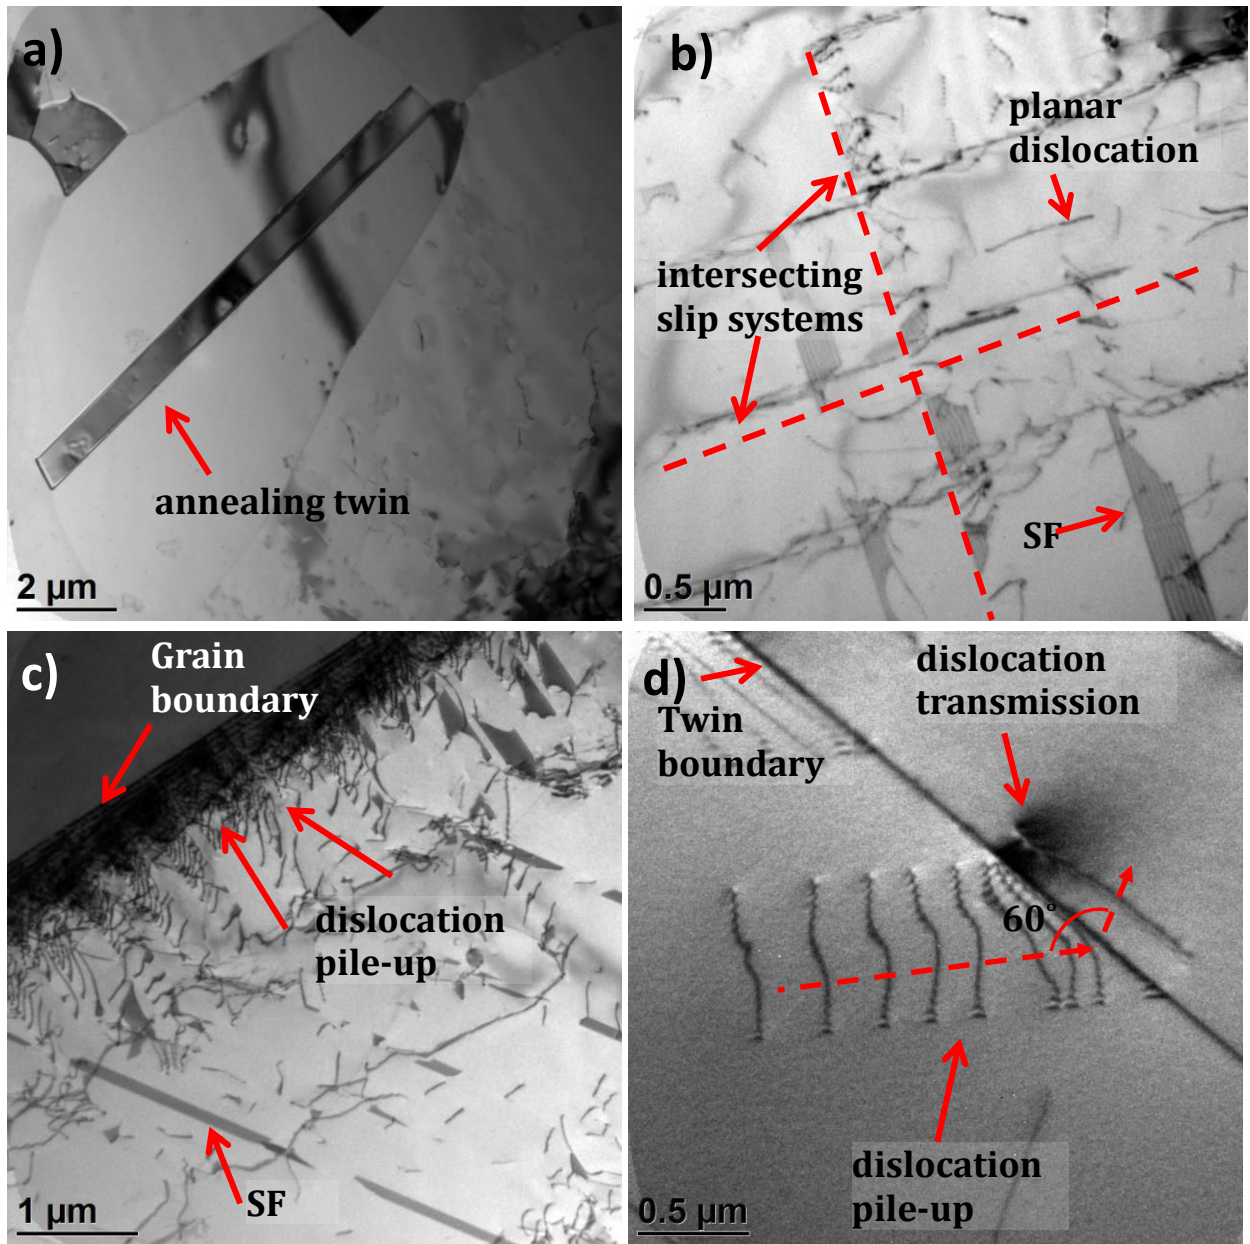 a)
annealing twin
2 µm
b)
planar
dislocation
intersecting
slip systems
SF
0.5 µm
c)
Grain
boundary
dislocation
pile-up
SF
1 µm
d)
dislocation
transmission
Twin
boundary
60°
dislocation
pile-up
0.5 µm